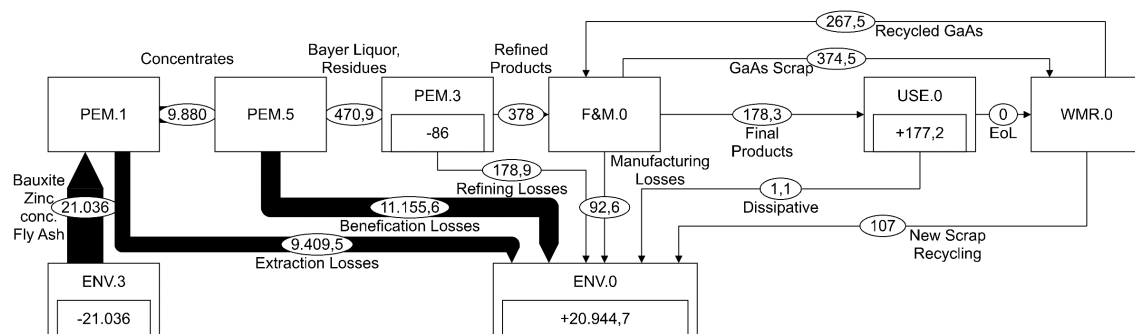 267,5
Recycled GaAs
Concentrates
Bayer Liquor,
Residues
Refined
Products
GaAs Scrap
374,5
PEM.1
9.880
PEM.5
470,9
PEM.3
-86
378
F&M.0
178,3
Final
Products
USE.0
+177,2
0
EoL
WMR.0
Bauxite
Zinc
conc.
Fly Ash
21.036
178,9
Refining Losses
Manufacturing
Losses
92,6
1,1
Dissipative
11.155,6
Benefication Losses
107
New Scrap
Recycling
9.409,5
Extraction Losses
ENV.3
-21.036
ENV.0
+20.944,7